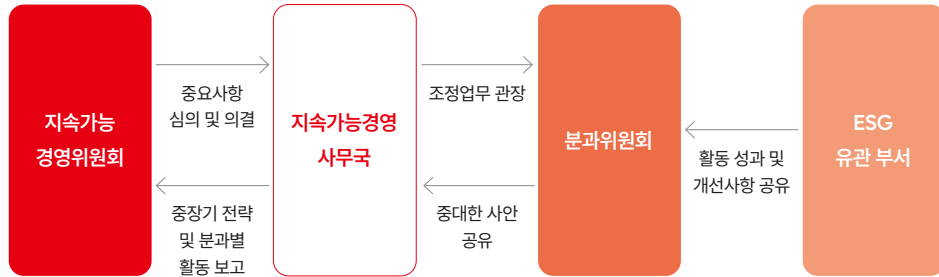 지속가능
경영위원회
중요사항
심의 및 의결
중장기 전략
및 분과별
활동 보고
지속가능경영
사무국
조정업무 관장
중대한 사안
공유
분과위원회
활동 성과 및
개선사항 공유
ESG
유관 부서